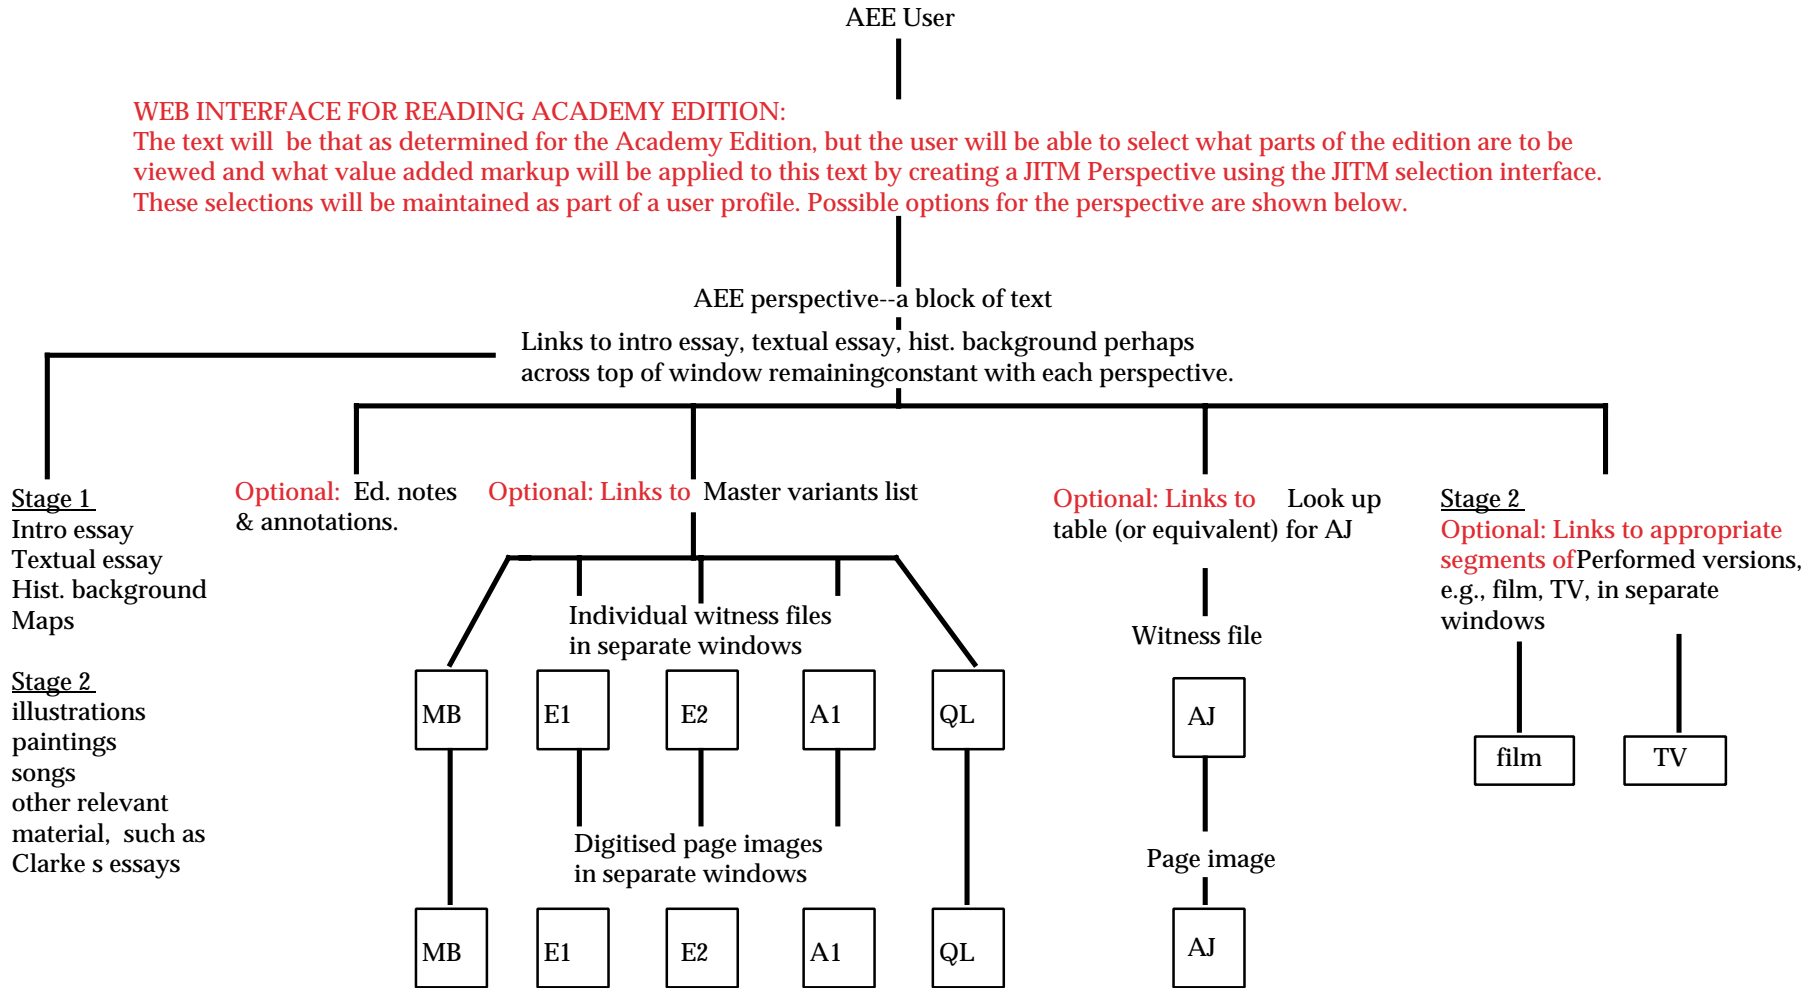 AEE User
WEB INTERFACE FOR READING ACADEMY EDITION:
The text will be that as determined for the Academy Edition, but the user will be able to select what parts of the edition are to be
viewed and what value added markup will be applied to this text by creating a JITM Perspective using the JITM selection interface.
These selections will be maintained as part of a user profile. Possible options for the perspective are shown below.
AEE perspective--a block of text
Links to intro essay, textual essay, hist. background perhaps
across top of window remainingconstant with each perspective.
Stage 1
Intro essay
Textual essay
Hist. background
Maps
Stage 2
illustrations
paintings
songs
other relevant
material, such as
Clarke s essays
Optional: Ed. notes
& annotations.
Optional: Links to Master variants list
Individual witness files
in separate windows
MB E1 E2 A1 QL
Digitised page images
in separate windows
MB E1 E2 A1 QL
Optional: Links to Look up
table (or equivalent) for AJ
Witness file
AJ
Page image
AJ
Stage 2
Optional: Links to appropriate
segments ofPerformed versions,
e.g., film, TV, in separate
windows
film TV